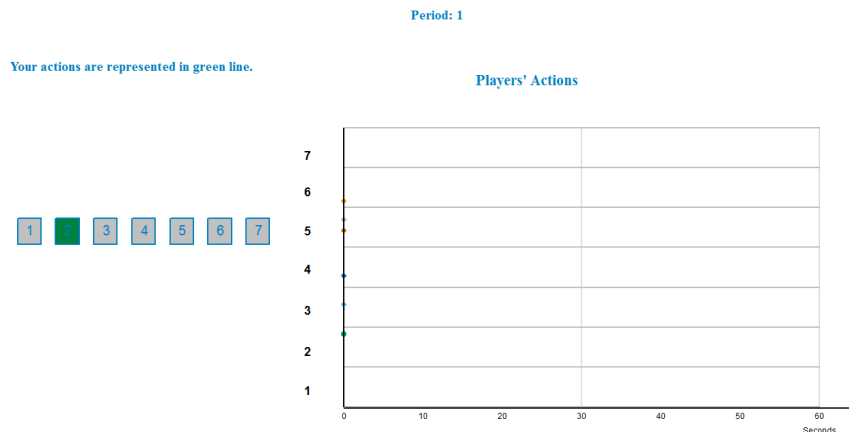 Period: 1
Your actions are represented in green line.
Players' Actions
7
6
5
4
3
2
1
1 2 3 4 5 6 7
0 10 20 30 40 50 60
Seconds